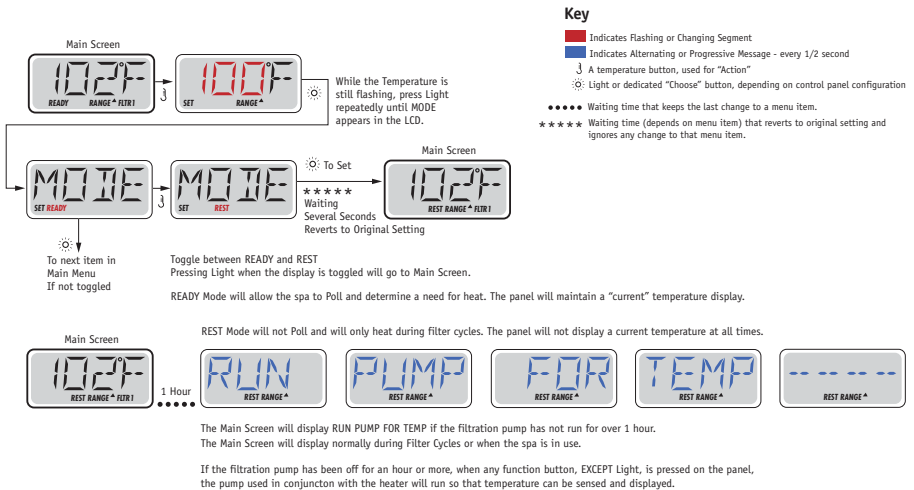 Key
Indicates Flashing or Changing Segment
Indicates Alternating or Progressive Message - every 1/2 second
A temperature button, used for "Action"
Light or dedicated "Choose" button, depending on control panel configuration
••••• Waiting time that keeps the last change to a menu item.
***** Waiting time (depends on menu item) that reverts to original setting and
ignores any change to that menu item.
Main Screen
102°F
READY RANGE FLTR1
100°F
SET RANGE
While the Temperature is
still flashing, press Light
repeatedly until MODE
appears in the LCD.
MODE
SET READY
MODE
SET REST
To Set
*****
Waiting
Several Seconds
Reverts to Original Setting
Main Screen
102°F
REST RANGE FLTR1
To next item in
Main Menu
If not toggled
Toggle between READY and REST
Pressing Light when the display is toggled will go to Main Screen.
READY Mode will allow the spa to Poll and determine a need for heat. The panel will maintain a "current" temperature display.
REST Mode will not Poll and will only heat during filter cycles. The panel will not display a current temperature at all times.
Main Screen
102°F
REST RANGE FLTR1
1 Hour
•••••
RUN
REST RANGE
PUMP
REST RANGE
FOR
REST RANGE
TEMP
REST RANGE
-- -- -- --
REST RANGE
The Main Screen will display RUN PUMP FOR TEMP if the filtration pump has not run for over 1 hour.
The Main Screen will display normally during Filter Cycles or when the spa is in use.
If the filtration pump has been off for an hour or more, when any function button, EXCEPT Light, is pressed on the panel,
the pump used in conjuncton with the heater will run so that temperature can be sensed and displayed.